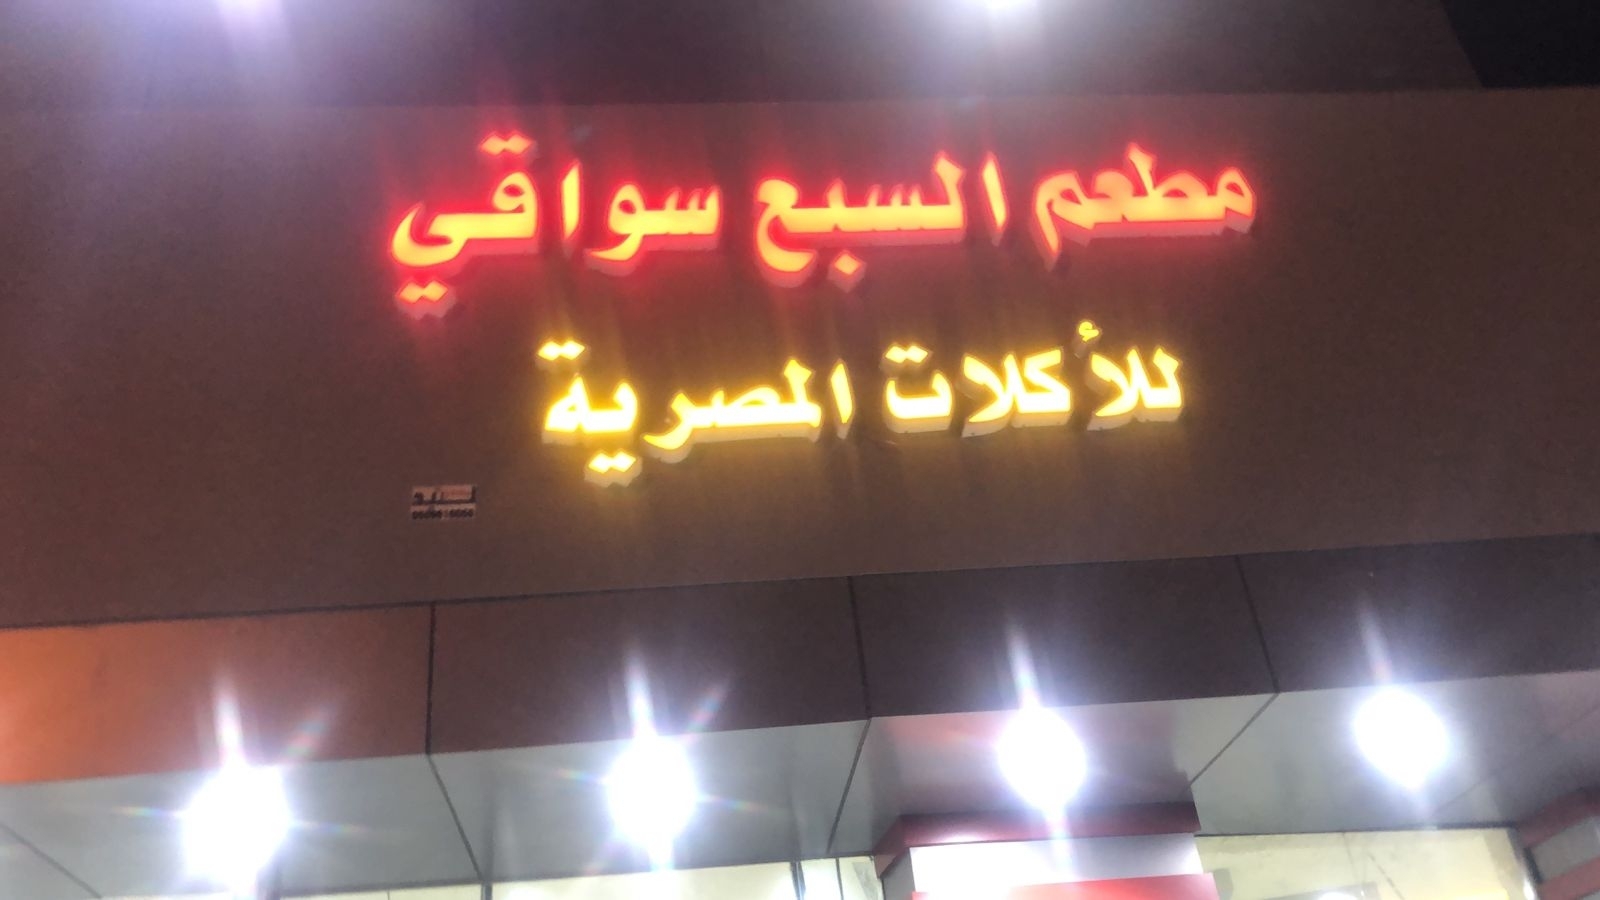 مطعم السبع سواقي
للأكلات المصرية